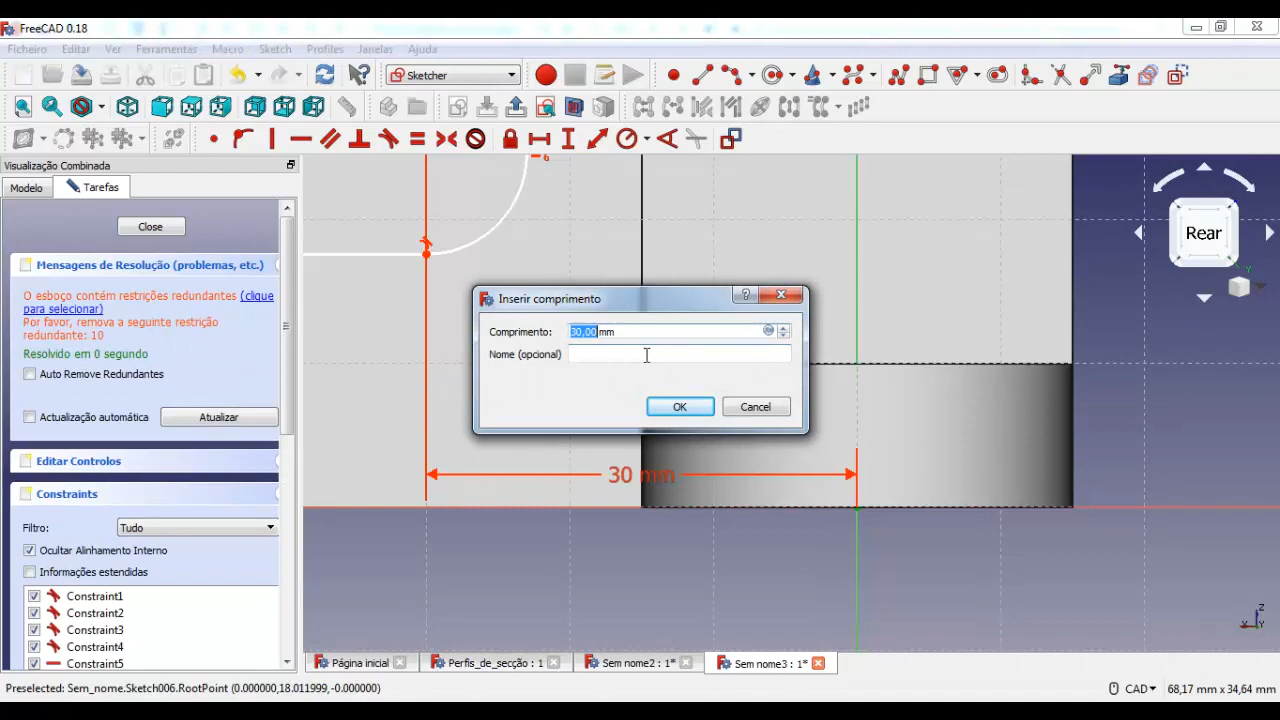 FreeCAD 0.18
Ficheiro Editar Ver Ferramentas Macro Sketch Profiles Janelas Ajuda
Sketcher
Visualização Combinada
Modelo Tarefas
Close
Mensagens de Resolução (problemas, etc.)
O esboço contém restrições redundantes (clique
para selecionar)
Por favor, remova a seguinte restrição
redundante: 10
Resolvido em 0 segundo
Auto Remove Redundantes
Actualização automática Atualizar
Editar Controlos
Constraints
Filtro: Tudo
Ocultar Alinhamento Interno
Informações estendidas
Constraint1
Constraint2
Constraint3
Constraint4
Constraint5
6
Rear
Y
Inserir comprimento
?
Comprimento: 30,00 mm
Nome (opcional)
OK Cancel
30 mm
Z
X Y
Página inicial Perfis_de_secção : 1 Sem nome2 : 1* Sem nome3 : 1*
Preselected: Sem_nome.Sketch006.RootPoint (0.000000,18.011999,-0.000000) CAD 68,17 mm x 34,64 mm